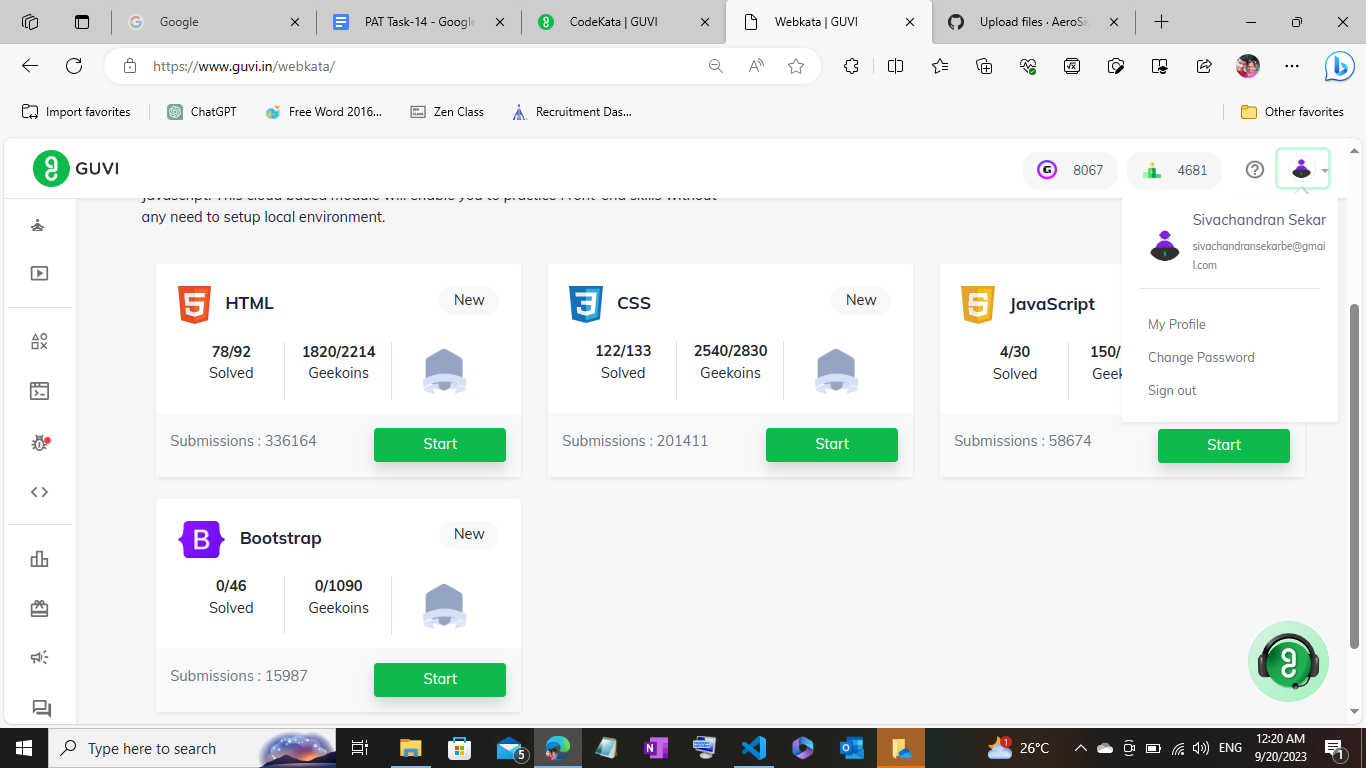 Google
PAT Task-14 - Google
CodeKata | GUVI
Webkata | GUVI
Upload files · AeroSiv
https://www.guvi.in/webkata/
Import favorites
ChatGPT
Free Word 2016...
Zen Class
Recruitment Das...
Other favorites
GUVI
8067
4681
JavaScript. This cloud based module will enable you to practice Front-end skills without
any need to setup local environment.
Sivachandran Sekar
sivachandransekarbe@gmai
l.com
My Profile
Change Password
Sign out
HTML
New
78/92
Solved
1820/2214
Geekoins
Submissions : 336164
Start
CSS
New
122/133
Solved
2540/2830
Geekoins
Submissions : 201411
Start
JavaScript
4/30
Solved
150/
Geek
Submissions : 58674
Start
Bootstrap
New
0/46
Solved
0/1090
Geekoins
Submissions : 15987
Start
Type here to search
5
1
26°C
ENG
12:20 AM
9/20/2023
1